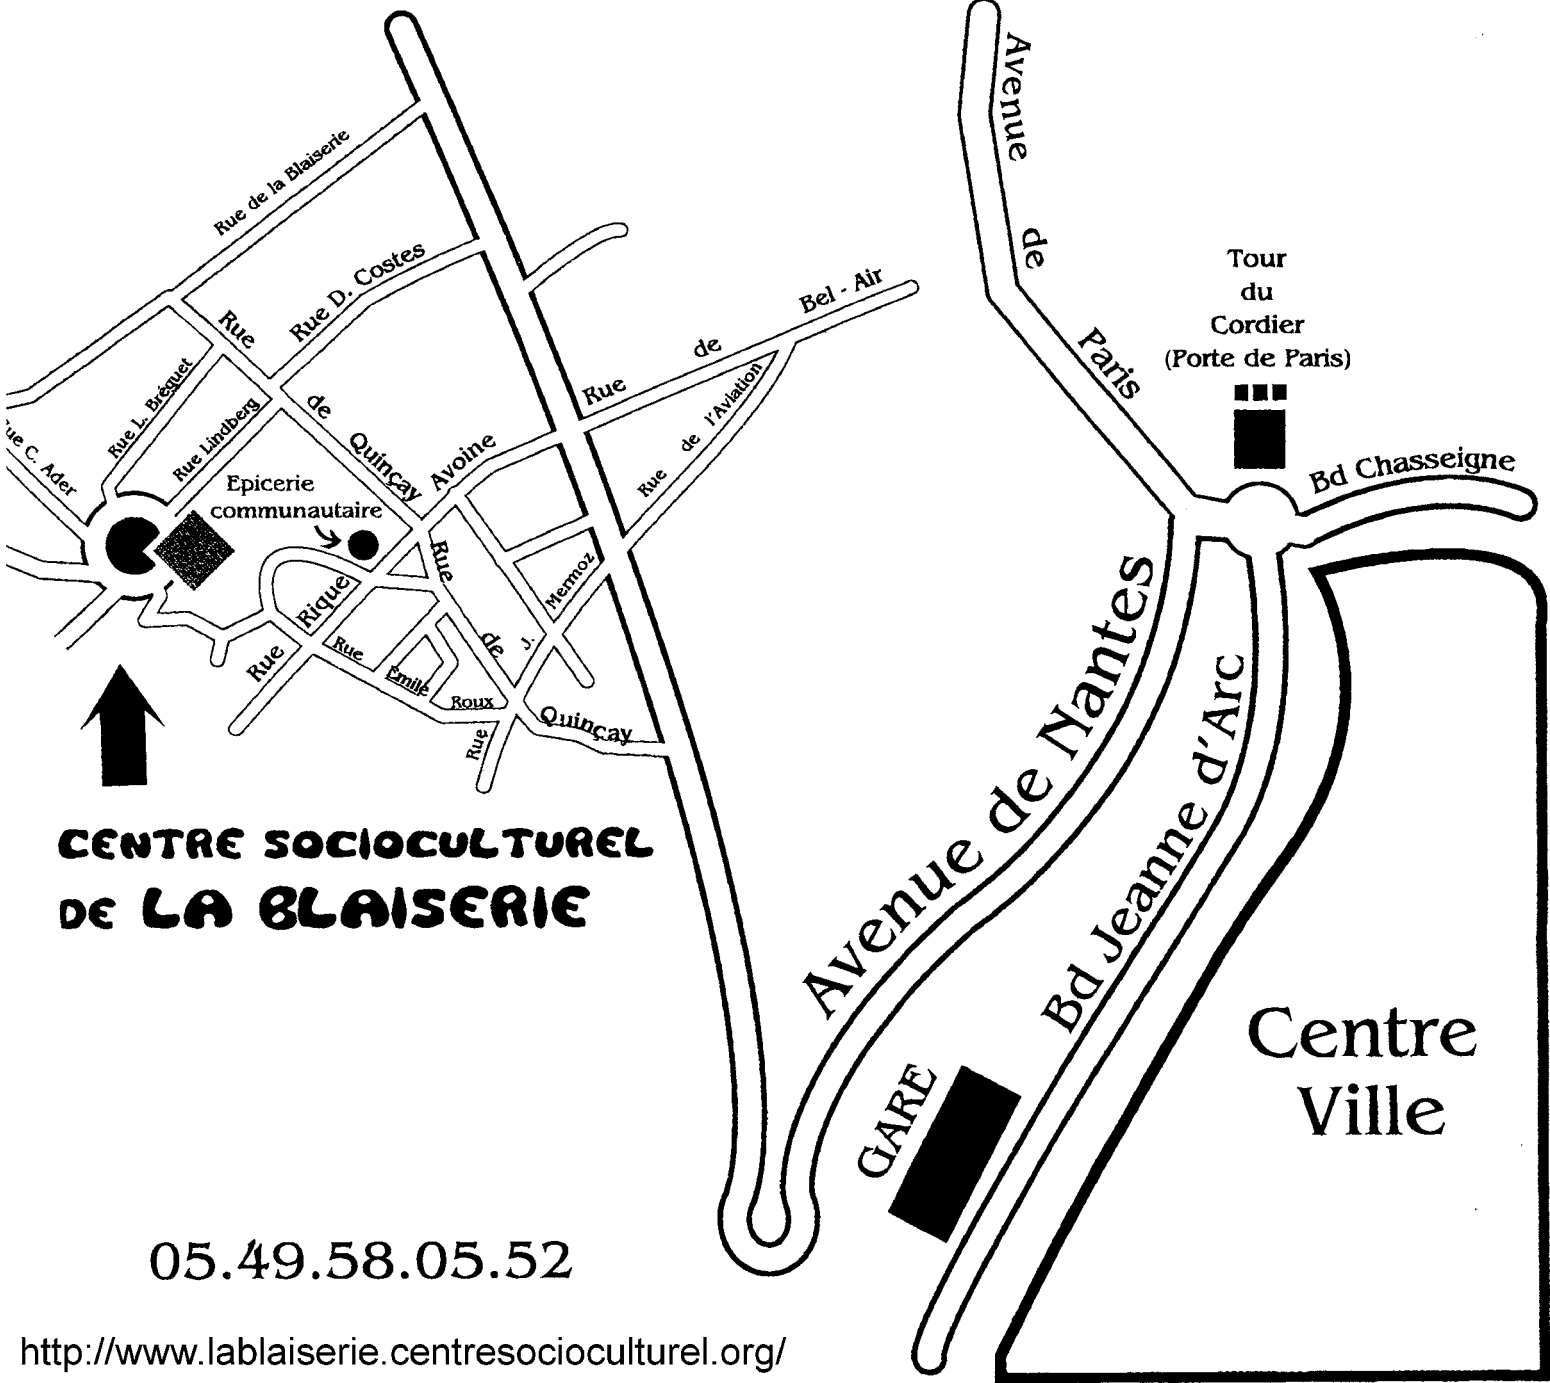 Avenue de Paris
Tour
du
Cordier
(Porte de Paris)
Bd Chasseigne
Rue de la Blaiserie
Rue D. Costes
Rue de Quinçay
Rue L. Bréguet
Rue Lindberg
ue C. Ader
Epicerie
communautaire
Avoine
Rue de Bel - Air
Rue de l'Aviation
Rue Rique
Rue Emile Roux
Rue de Quinçay
Rue J. Mermoz
Avenue de Nantes
Bd Jeanne d'Arc
CENTRE SOCIOCULTUREL
DE LA BLAISERIE
GARE
Centre
Ville
05.49.58.05.52
http://www.lablaiserie.centresocioculturel.org/